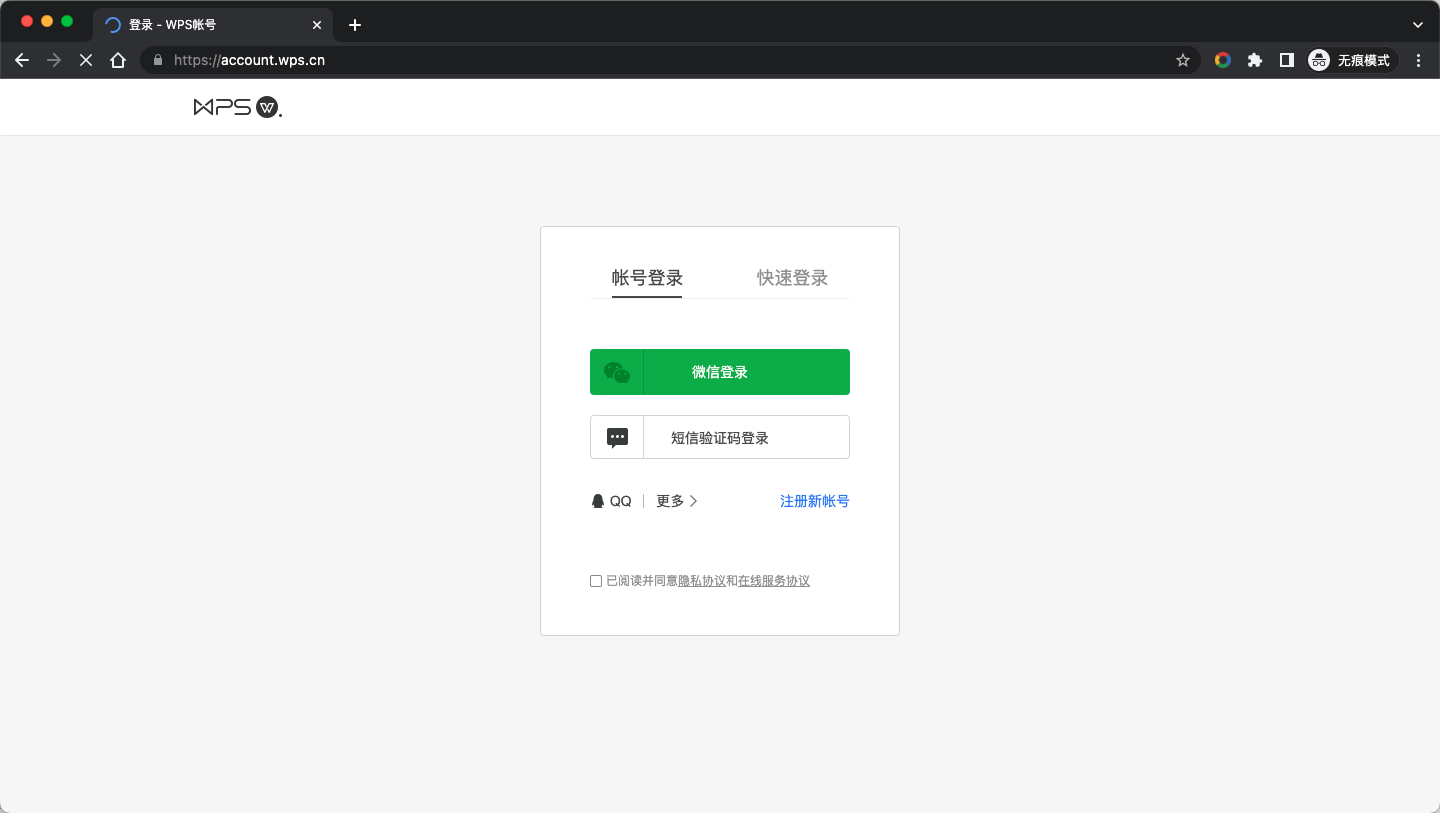 登录 - WPS帐号
https://account.wps.cn
无痕模式
WPS W
帐号登录
快速登录
微信登录
短信验证码登录
QQ
更多
注册新帐号
已阅读并同意隐私协议和在线服务协议